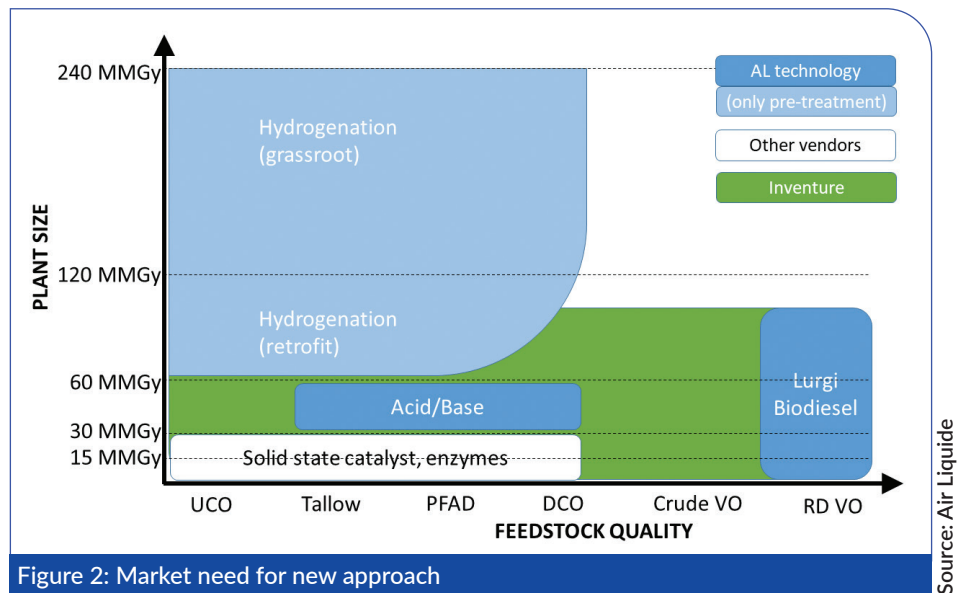 240 MMGy
AL technology
(only pre-treatment)
Other vendors
Inventure
Hydrogenation
(grassroot)
PLANT SIZE
120 MMGy
Hydrogenation
(retrofit)
60 MMGy
Acid/Base
Lurgi
Biodiesel
30 MMGy
15 MMGy
Solid state catalyst, enzymes
UCO Tallow PFAD DCO Crude VO RD VO
FEEDSTOCK QUALITY
Source: Air Liquide
Figure 2: Market need for new approach